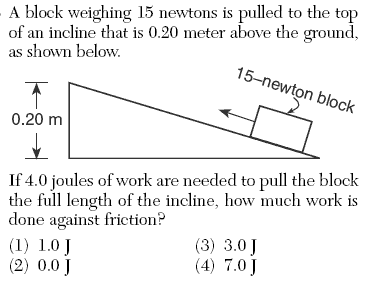 A block weighing 15 newtons is pulled to the top
of an incline that is 0.20 meter above the ground,
as shown below.
15–newton block
0.20 m
If 4.0 joules of work are needed to pull the block
the full length of the incline, how much work is
done against friction?
(1) 1.0 J (3) 3.0 J
(2) 0.0 J (4) 7.0 J